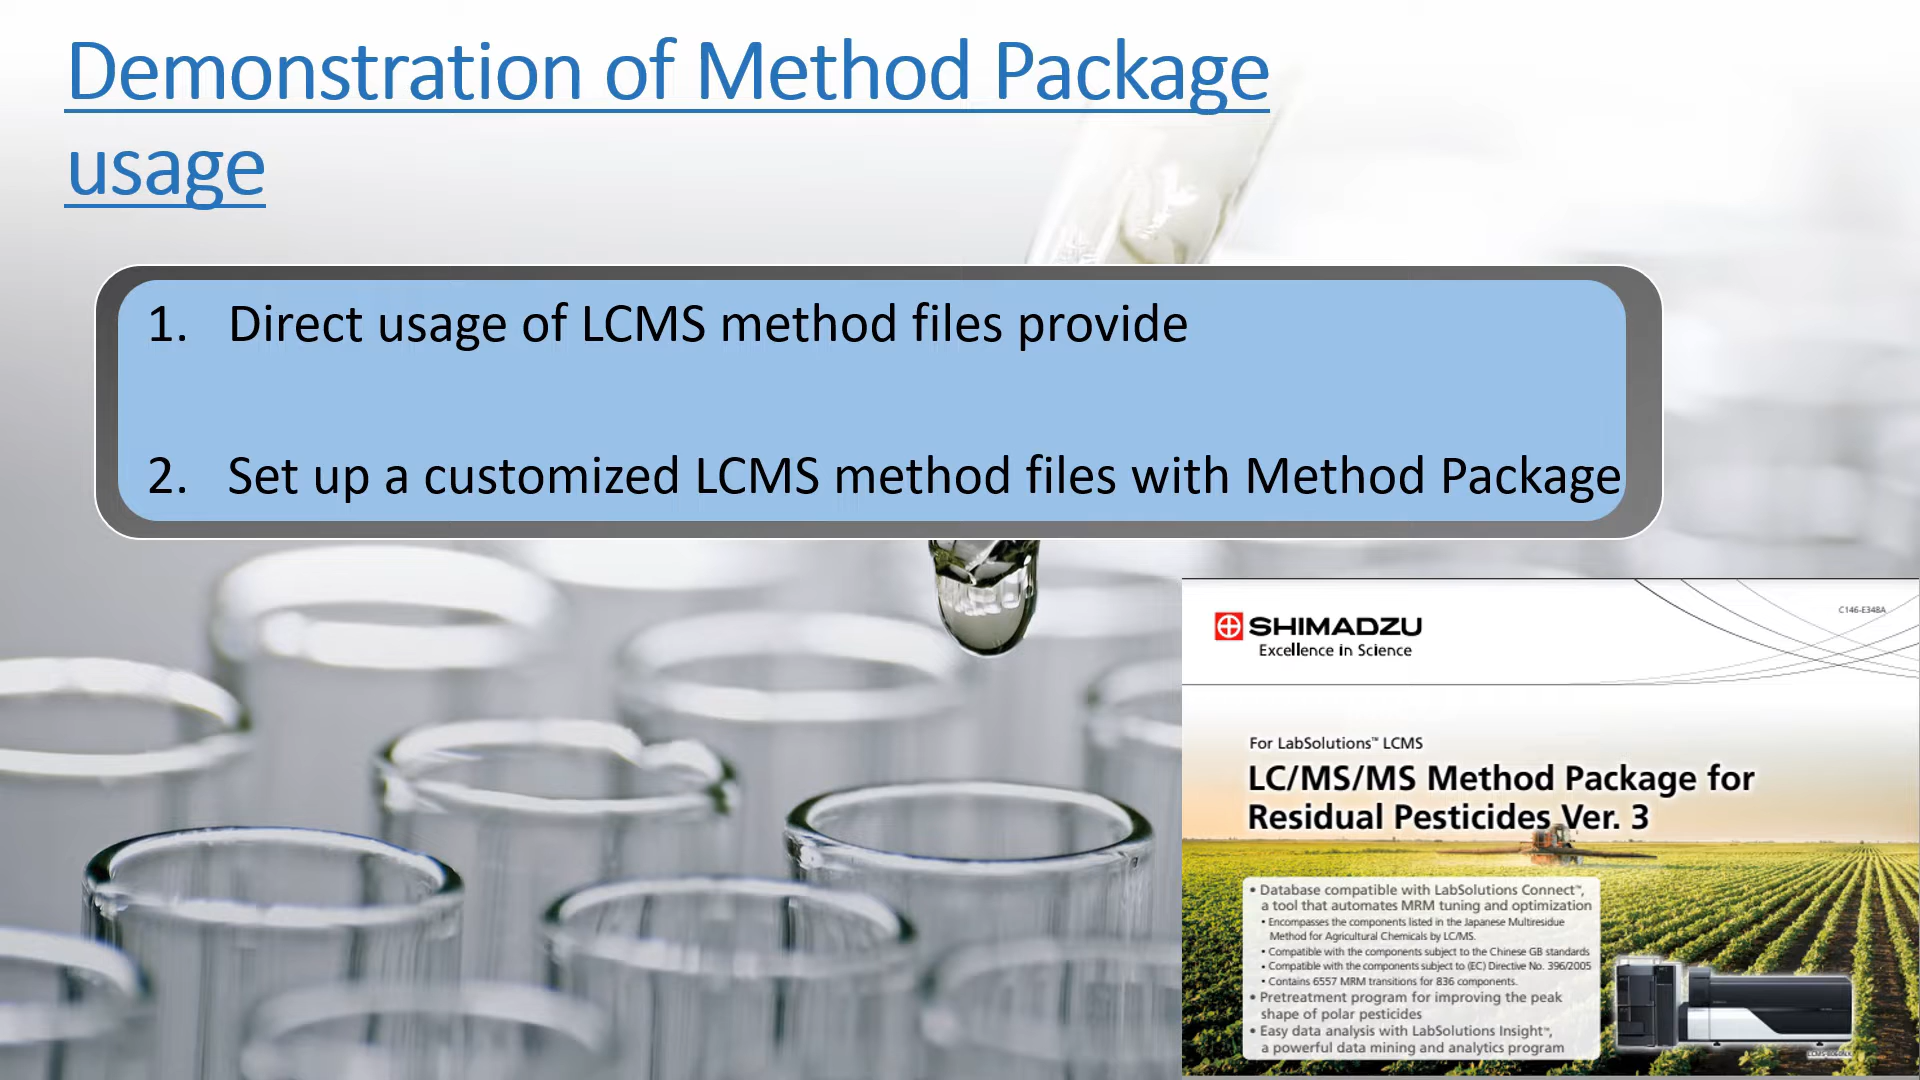 Demonstration of Method Package
usage
1. Direct usage of LCMS method files provide
2. Set up a customized LCMS method files with Method Package
C146-E348A
SHIMADZU
Excellence in Science
For LabSolutions™ LCMS
LC/MS/MS Method Package for
Residual Pesticides Ver. 3
• Database compatible with LabSolutions Connect™,
a tool that automates MRM tuning and optimization
• Encompasses the components listed in the Japanese Multiresidue
Method for Agricultural Chemicals by LC/MS.
• Compatible with the components subject to the Chinese GB standards
• Compatible with the components subject to (EC) Directive No. 396/2005
• Contains 6557 MRM transitions for 836 components.
• Pretreatment program for improving the peak
shape of polar pesticides
• Easy data analysis with LabSolutions Insight™,
a powerful data mining and analytics program